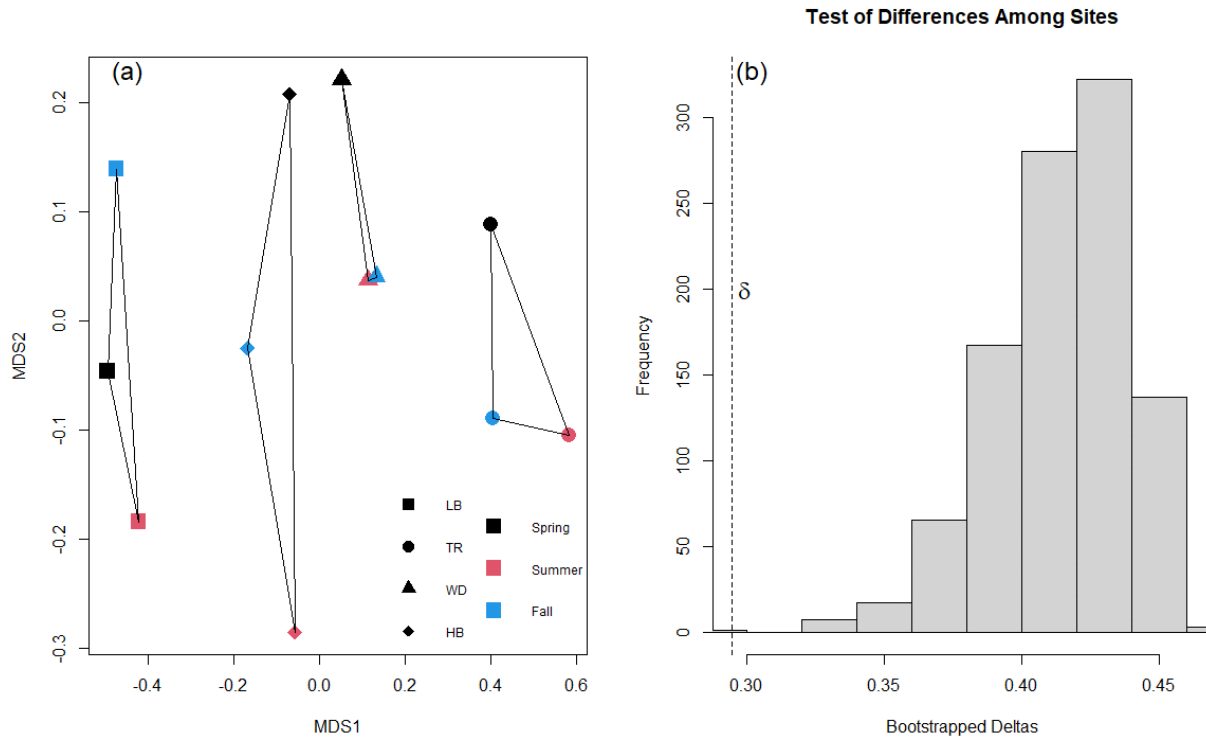 Test of Differences Among Sites
(a)
0.2
0.1
0.0
-0.1
-0.2
-0.3
MDS2
-0.4
-0.2
0.0
0.2
0.4
0.6
MDS1
LB
TR
WD
HB
Spring
Summer
Fall
(b)
δ
300
250
200
150
100
50
0
Frequency
0.30
0.35
0.40
0.45
Bootstrapped Deltas